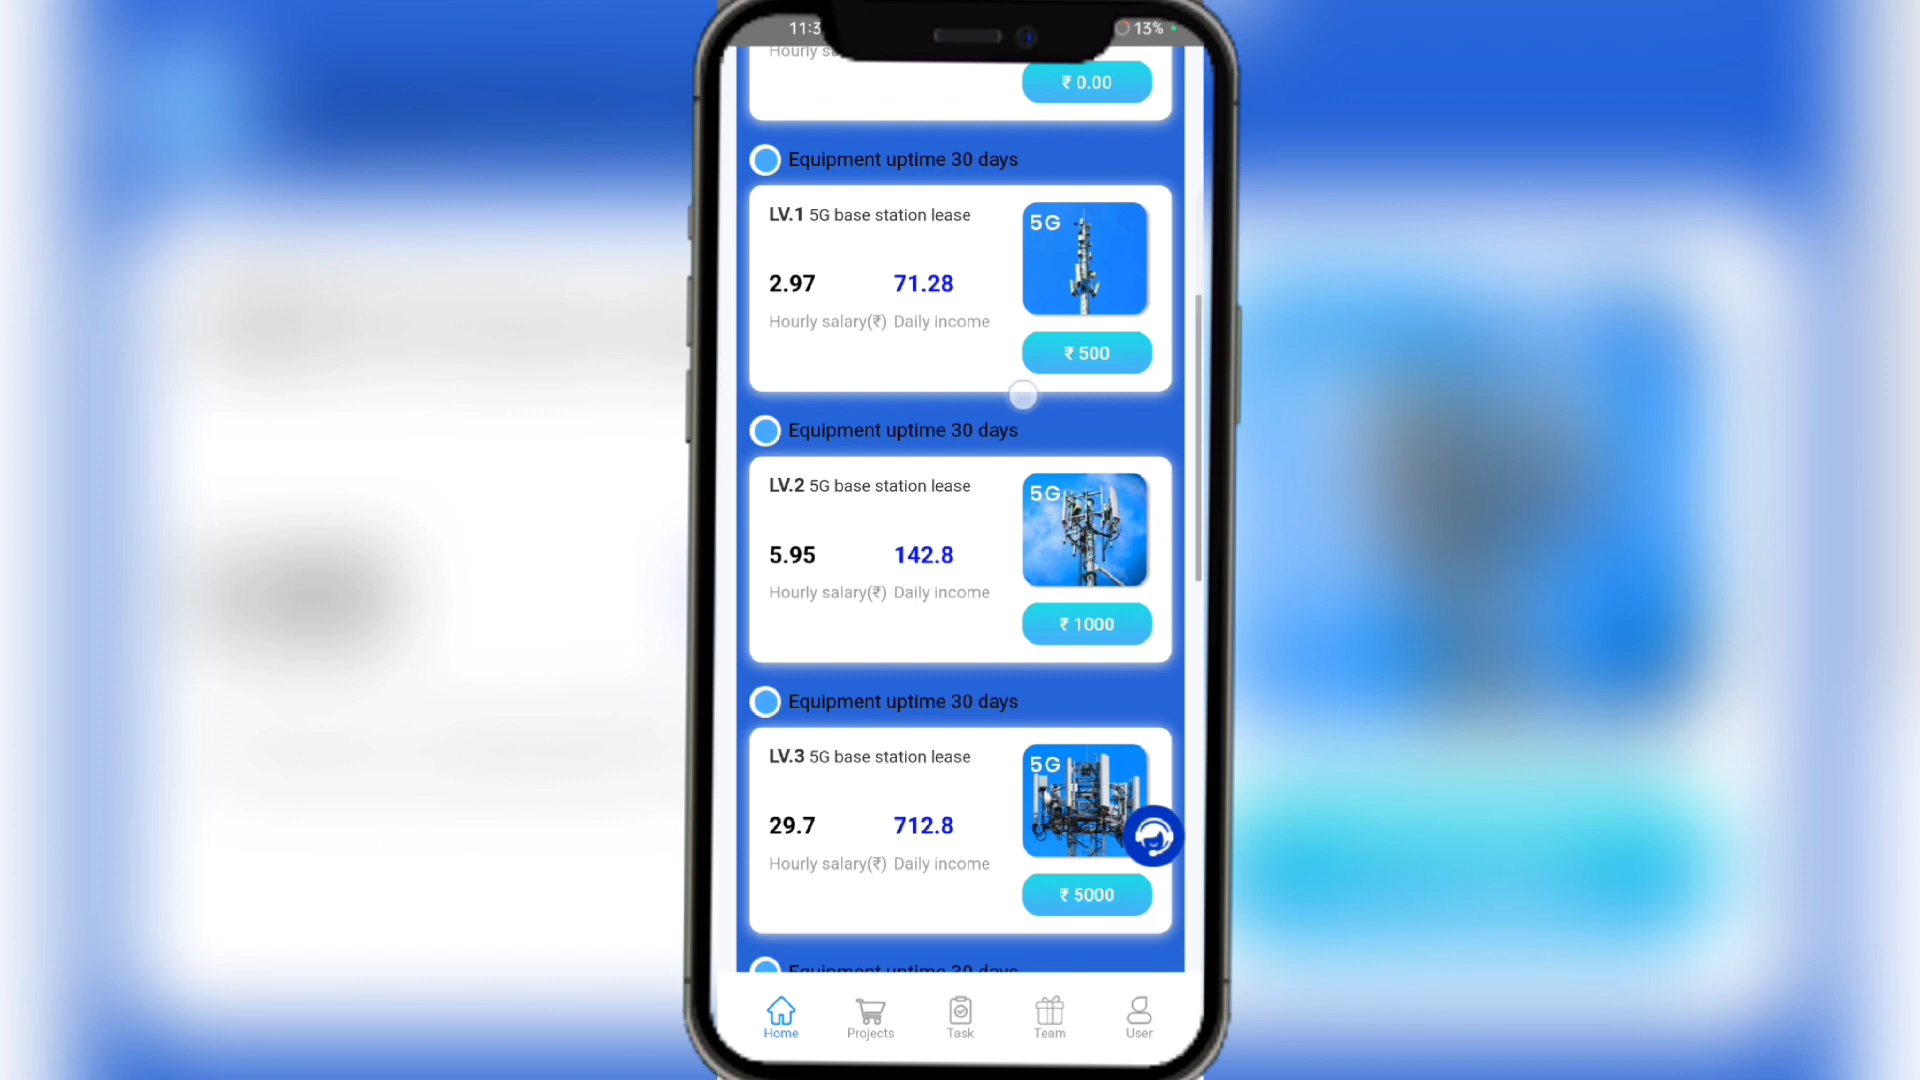 11:3
13%
Hourly
₹ 0.00
Equipment uptime 30 days
LV.1 5G base station lease
5G
2.97
71.28
Hourly salary(₹)
Daily income
₹ 500
Equipment uptime 30 days
LV.2 5G base station lease
5G
5.95
142.8
Hourly salary(₹)
Daily income
₹ 1000
Equipment uptime 30 days
LV.3 5G base station lease
5G
29.7
712.8
Hourly salary(₹)
Daily income
₹ 5000
Equipment uptime 30 days
Home
Projects
Task
Team
User